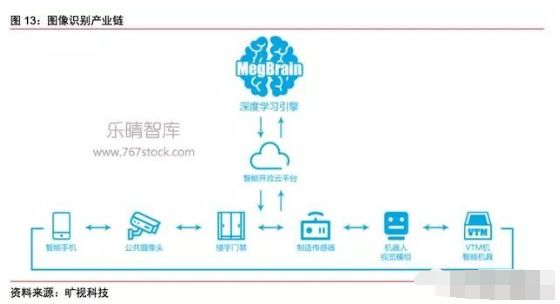 图 13：图像识别产业链
MegBrain
深度学习引擎
乐晴智库
www.767stock.com
智能开放云平台
智能手机
公共摄像头
楼宇门禁
制造传感器
机器人
视觉模组
VTM
VTM机
智能机具
资料来源：旷视科技